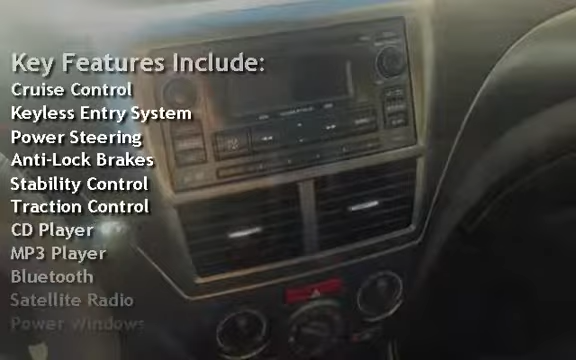 Key Features Include:
Cruise Control
Keyless Entry System
Power Steering
Anti-Lock Brakes
Stability Control
Traction Control
CD Player
MP3 Player
Bluetooth
Satellite Radio
Power Windows